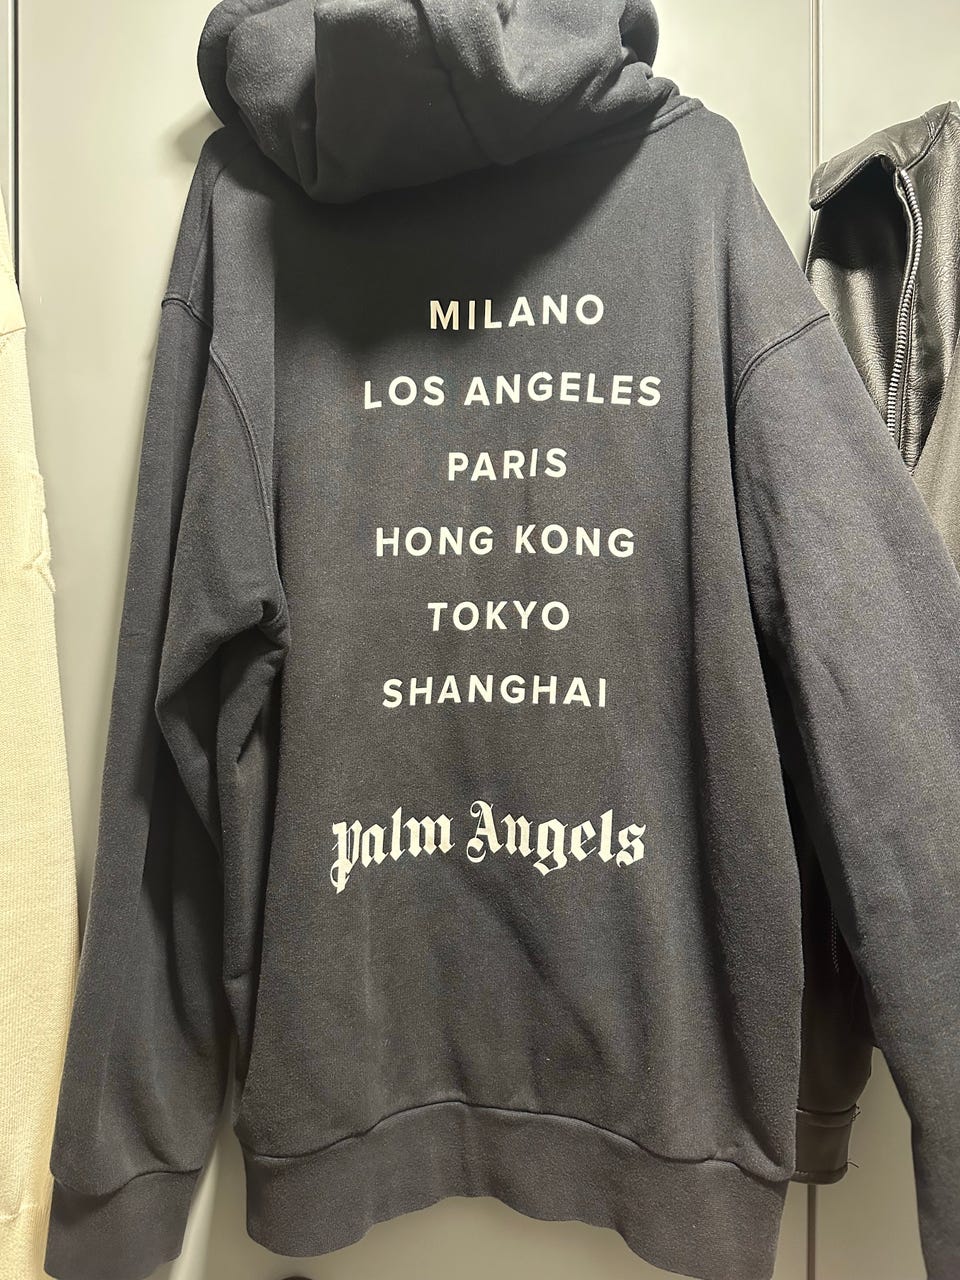 MILANO
LOS ANGELES
PARIS
HONG KONG
TOKYO
SHANGHAI
Palm Angels